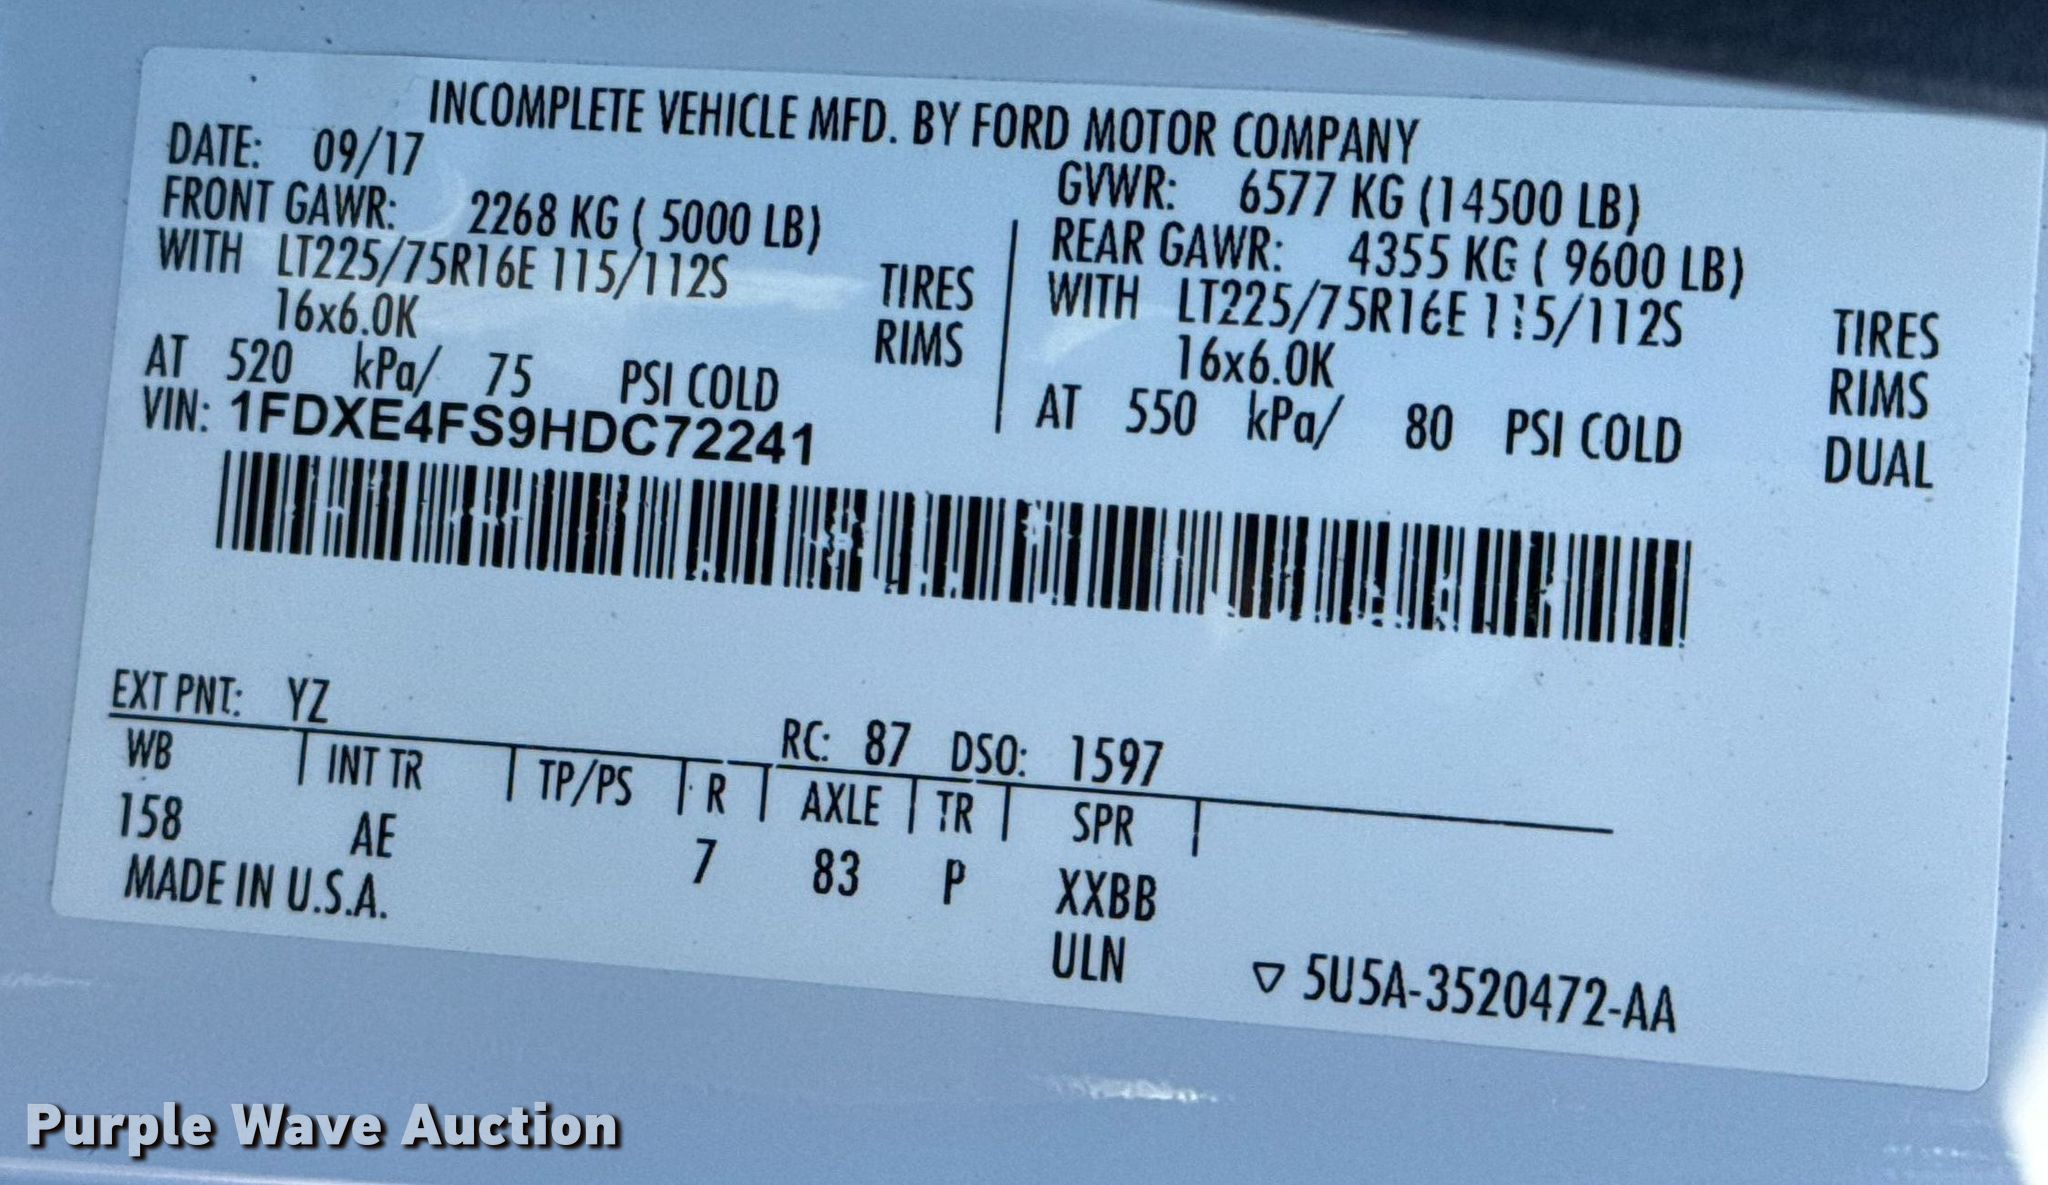 INCOMPLETE VEHICLE MFD. BY FORD MOTOR COMPANY
DATE: 09/17 GVWR: 6577 KG (14500 LB)
FRONT GAWR: 2268 KG ( 5000 LB) REAR GAWR: 4355 KG ( 9600 LB)
WITH LT225/75R16E 115/112S TIRES WITH LT225/75R16E 115/112S TIRES
16x6.0K RIMS 16x6.0K RIMS
AT 520 kPa/ 75 PSI COLD AT 550 kPa/ 80 PSI COLD DUAL
VIN: 1FDXE4FS9HDC72241
EXT PNT: YZ RC: 87 DSO: 1597
WB INT TR TP/PS R AXLE TR SPR
158 AE 7 83 P XXBB
MADE IN U.S.A. ULN ▽ 5U5A-3520472-AA
Purple Wave Auction